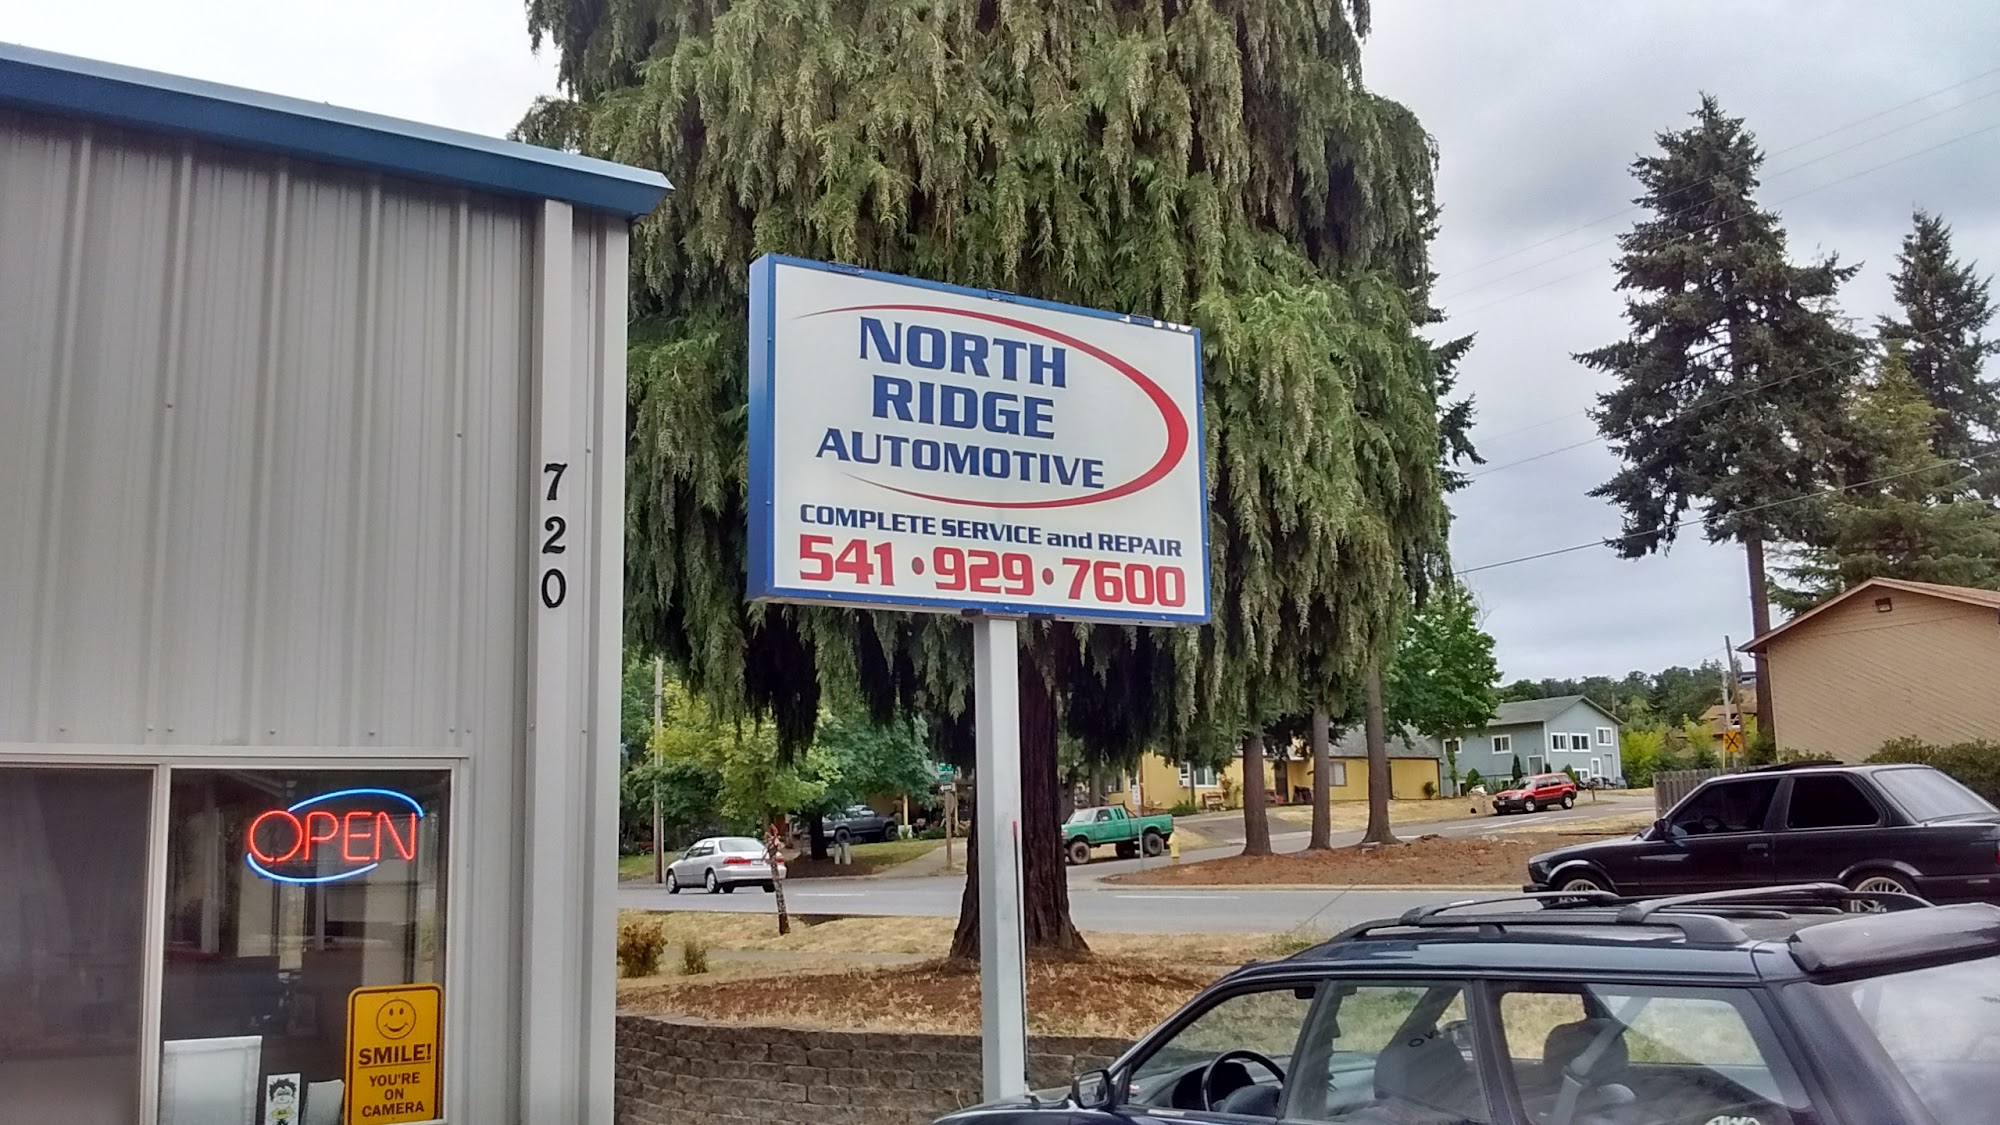 NORTH
RIDGE
AUTOMOTIVE
COMPLETE SERVICE and REPAIR
541 • 929 • 7600
720
OPEN
SMILE!
YOU'RE
ON
CAMERA